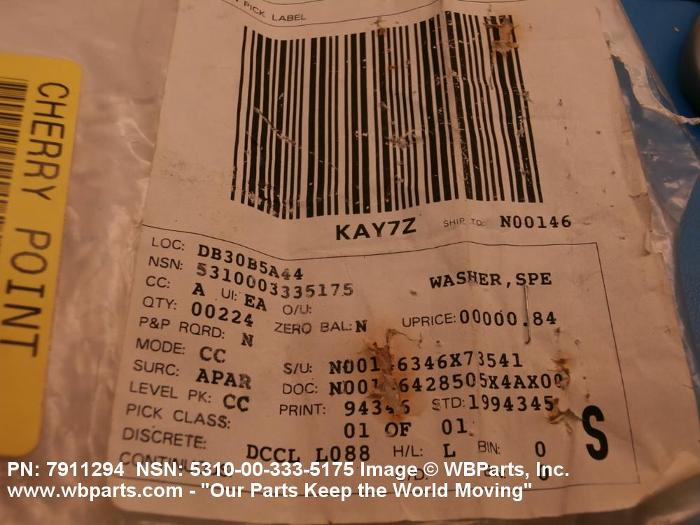 PICK LABEL
CHERRY POINT
KAY7Z SHIP TO: N00146
LOC: DB30B5A44
NSN: 5310003335175 WASHER,SPE
CC: A UI: EA O/U:
QTY: 00224 ZERO BAL: N UPRICE: 00000.84
P&P RQRD: N
MODE: CC S/U: 6346X73541
SURC: APAR DOC:
LEVEL PK: CC PRINT: STD: 1994345
PICK CLASS: 01 OF 01
DISCRETE: DCCL L088 H/L: L BIN: 0
S
PN: 7911294 NSN: 5310-00-333-5175 Image © WBParts, Inc.
www.wbparts.com - "Our Parts Keep the World Moving"